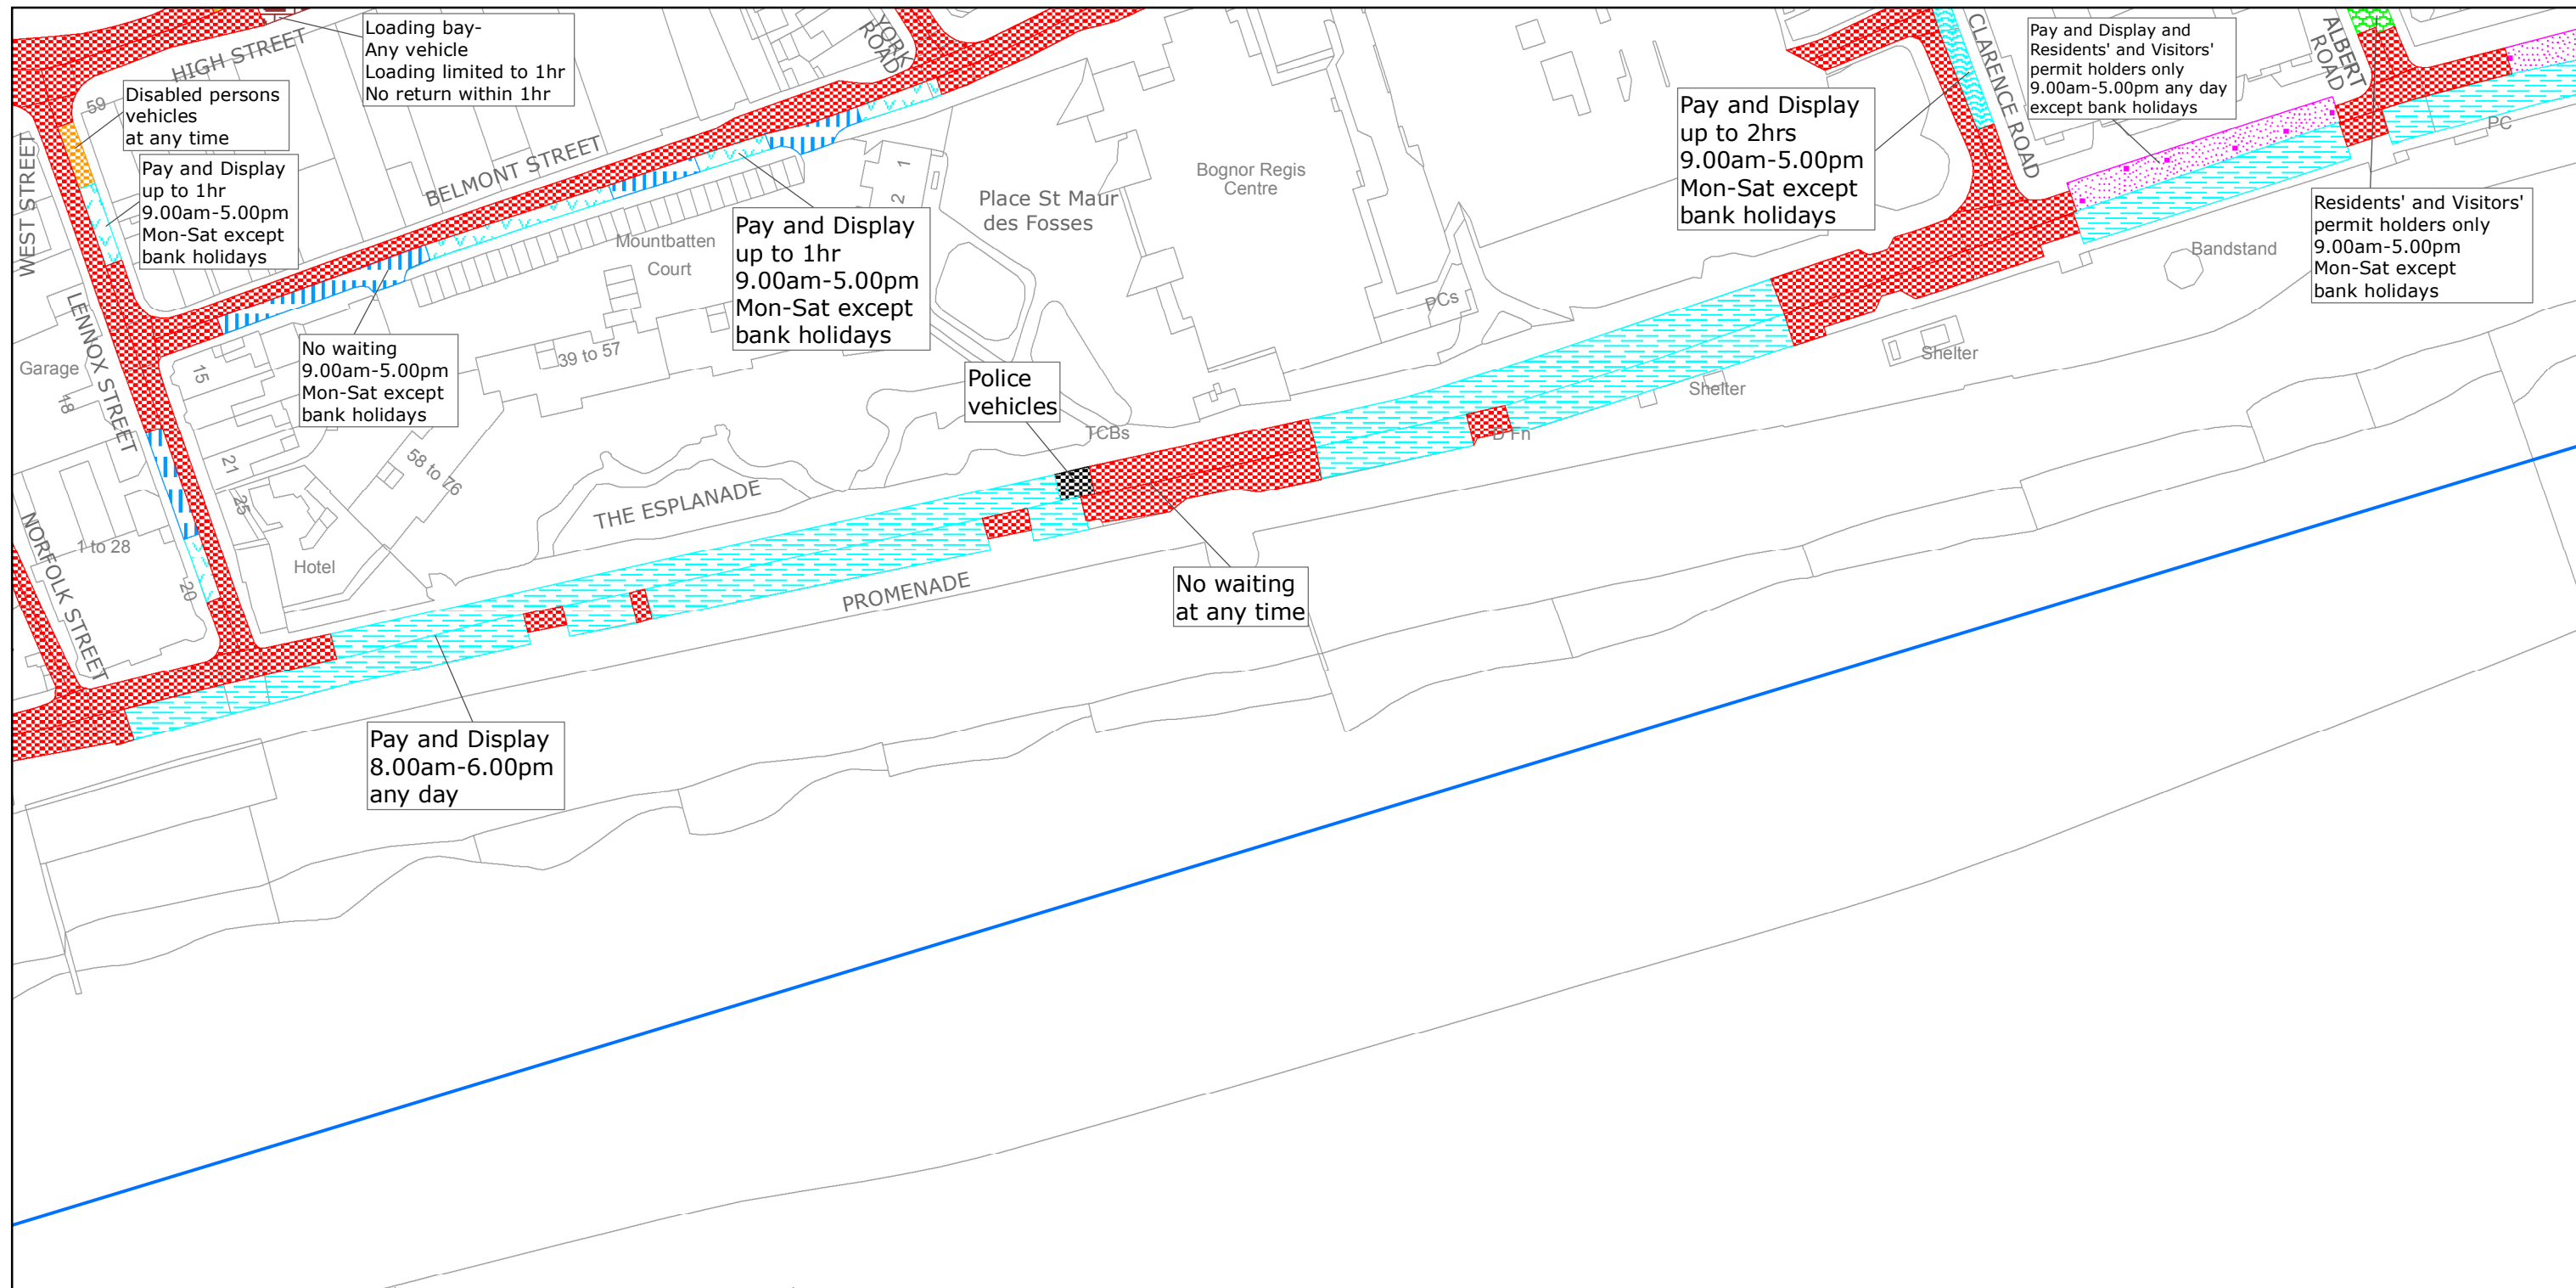 HIGH STREET
Loading bay-
Any vehicle
Loading limited to 1hr
No return within 1hr
YORK
ROAD
CLARENCE ROAD
Pay and Display and
Residents' and Visitors'
permit holders only
9.00am-5.00pm any day
except bank holidays
ALBERT
ROAD
59
Disabled persons
vehicles
at any time
Pay and Display
up to 1hr
9.00am-5.00pm
Mon-Sat except
bank holidays
WEST STREET
BELMONT STREET
Pay and Display
up to 2hrs
9.00am-5.00pm
Mon-Sat except
bank holidays
PC
1
2
Place St Maur
des Fosses
Bognor Regis
Centre
Residents' and Visitors'
permit holders only
9.00am-5.00pm
Mon-Sat except
bank holidays
Mountbatten
Court
Pay and Display
up to 1hr
9.00am-5.00pm
Mon-Sat except
bank holidays
Bandstand
PCs
LENNOX STREET
Garage
18
15
No waiting
9.00am-5.00pm
Mon-Sat except
bank holidays
39 to 57
Police
vehicles
Shelter
Shelter
TCBs
D Fn
21
25
58 to 76
THE ESPLANADE
NORFOLK STREET
1 to 28
20
Hotel
PROMENADE
No waiting
at any time
Pay and Display
8.00am-6.00pm
any day